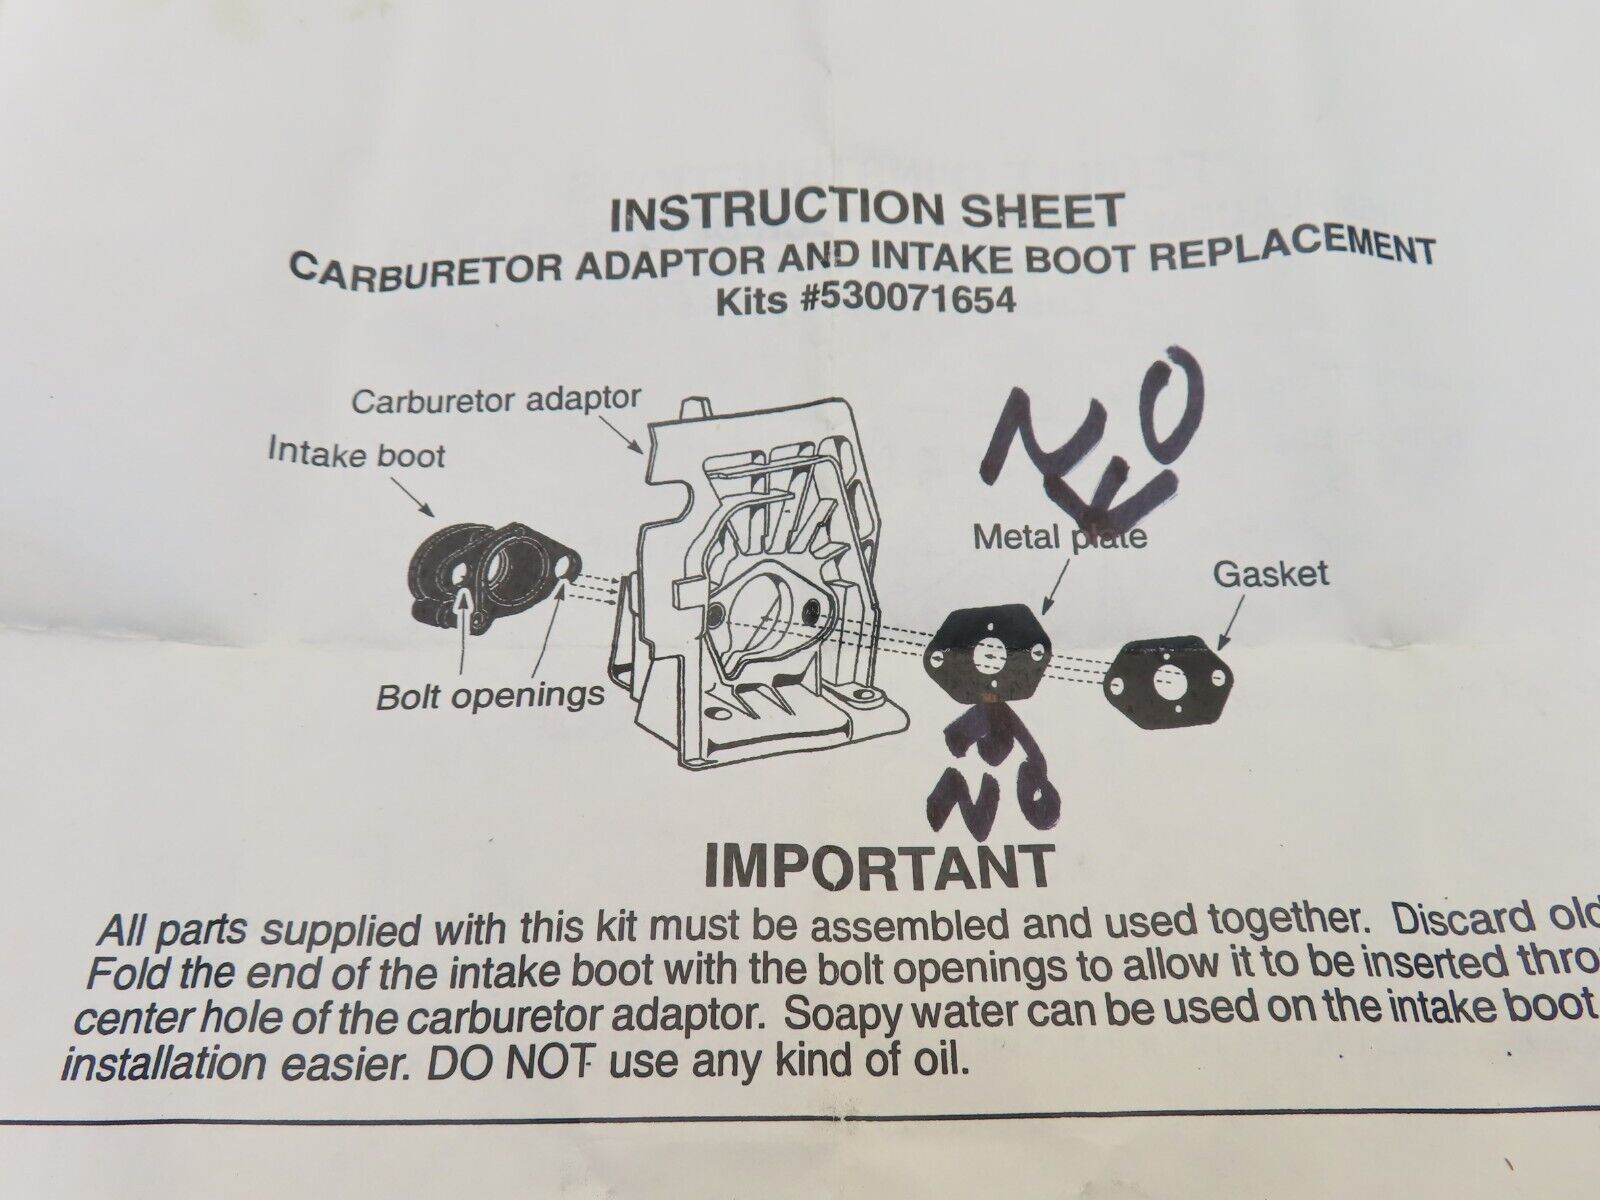 INSTRUCTION SHEET
CARBURETOR ADAPTOR AND INTAKE BOOT REPLACEMENT
Kits #530071654
Carburetor adaptor
Intake boot
Metal plate
Gasket
Bolt openings
IMPORTANT
All parts supplied with this kit must be assembled and used together. Discard old
Fold the end of the intake boot with the bolt openings to allow it to be inserted thro
center hole of the carburetor adaptor. Soapy water can be used on the intake boot
installation easier. DO NOT use any kind of oil.